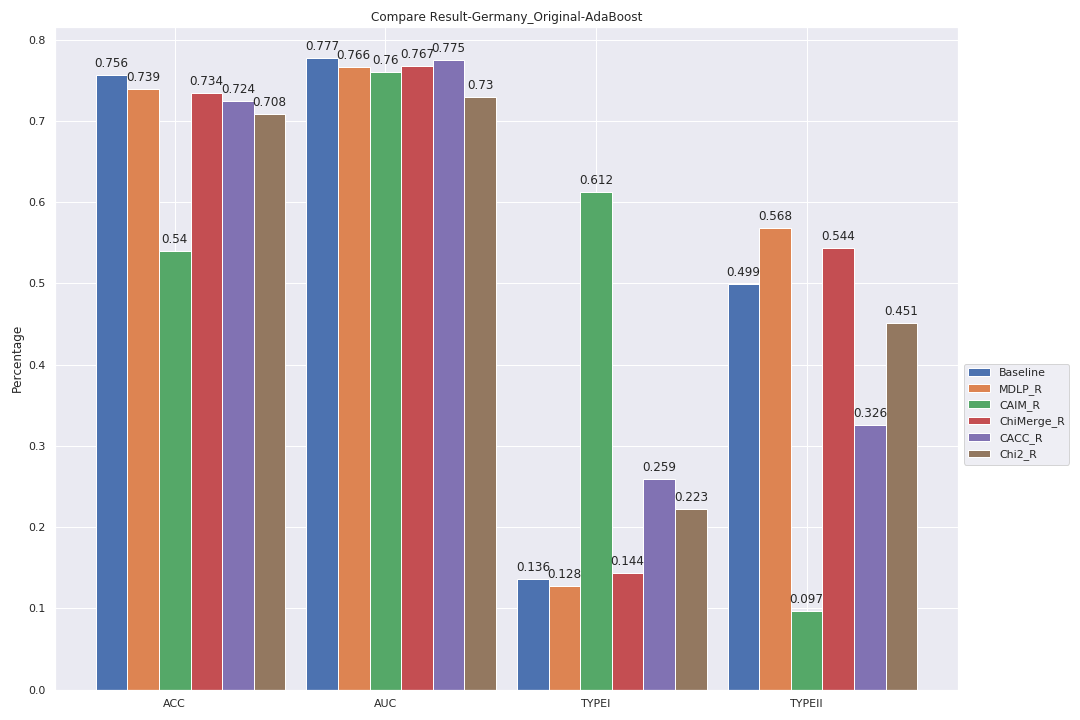 Compare Result-Germany_Original-AdaBoost
Percentage
0.8
0.7
0.6
0.5
0.4
0.3
0.2
0.1
0.0
0.756
0.739
0.54
0.734
0.724
0.708
0.777
0.766
0.76
0.767
0.775
0.73
0.136
0.128
0.612
0.144
0.259
0.223
0.499
0.568
0.097
0.544
0.326
0.451
ACC
AUC
TYPEI
TYPEII
Baseline
MDLP_R
CAIM_R
ChiMerge_R
CACC_R
Chi2_R